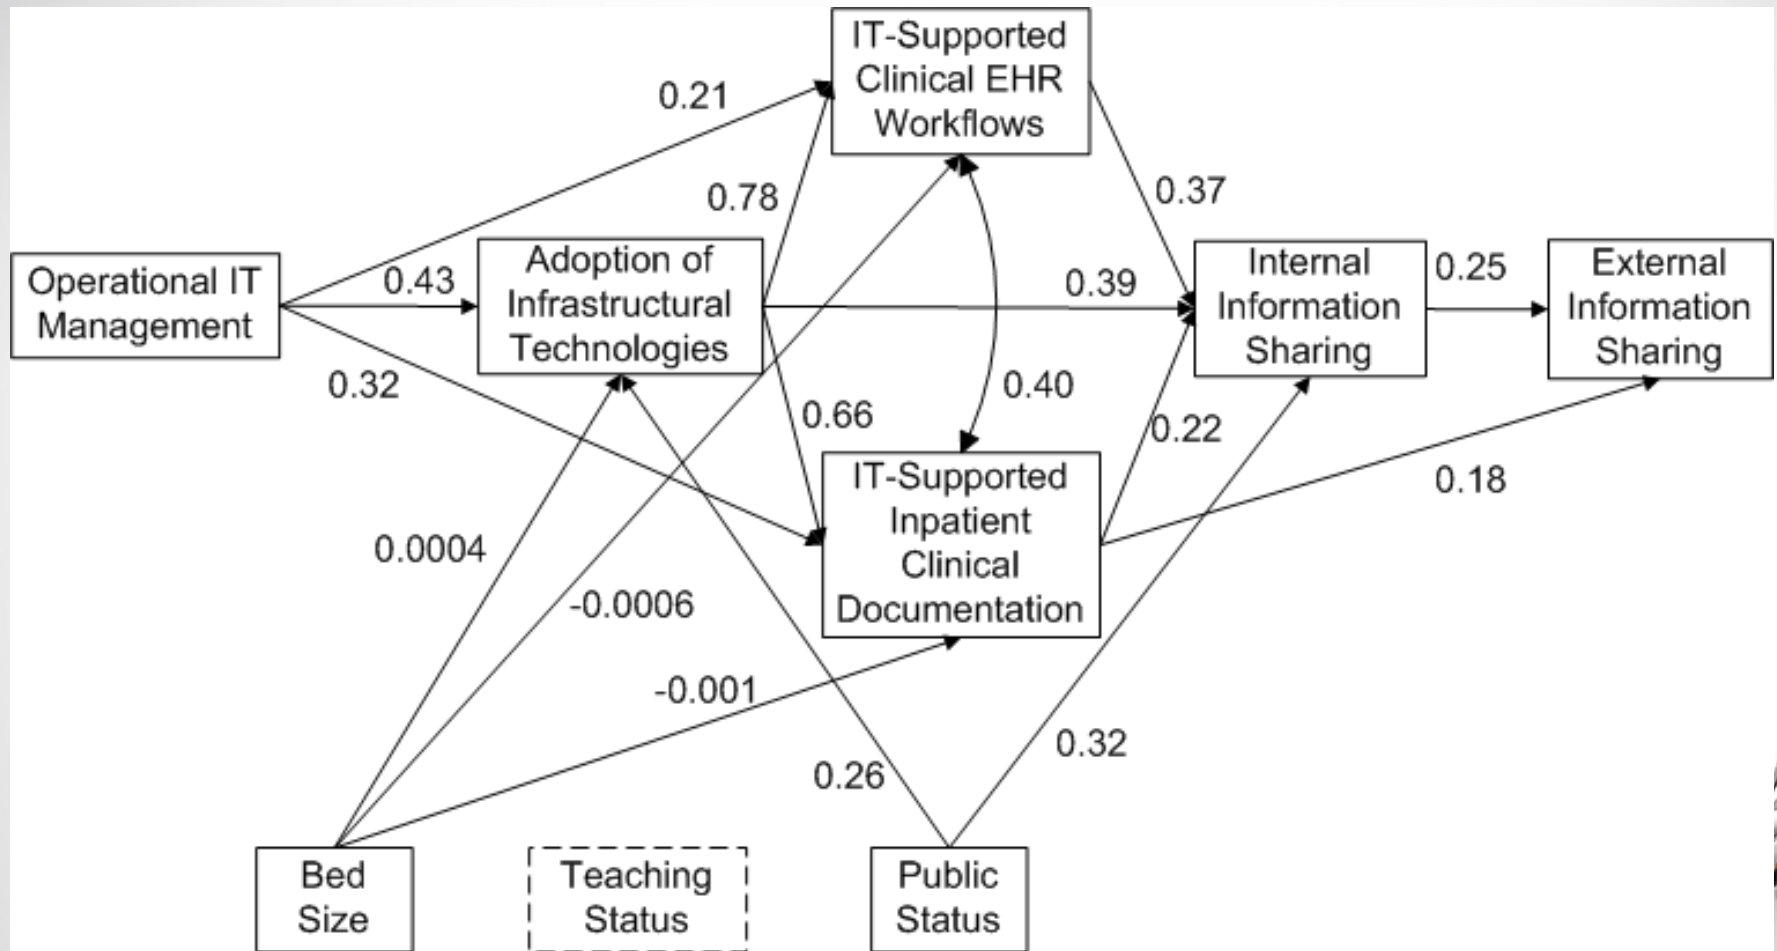 IT-Supported
Clinical EHR
Workflows
0.21
0.78
0.37
Operational IT
Management
0.43
Adoption of
Infrastructural
Technologies
0.39
Internal
Information
Sharing
0.25
External
Information
Sharing
0.32
0.40
0.66
0.22
0.18
IT-Supported
Inpatient
Clinical
Documentation
0.0004
-0.0006
-0.001
0.26
0.32
Bed
Size
Teaching
Status
Public
Status